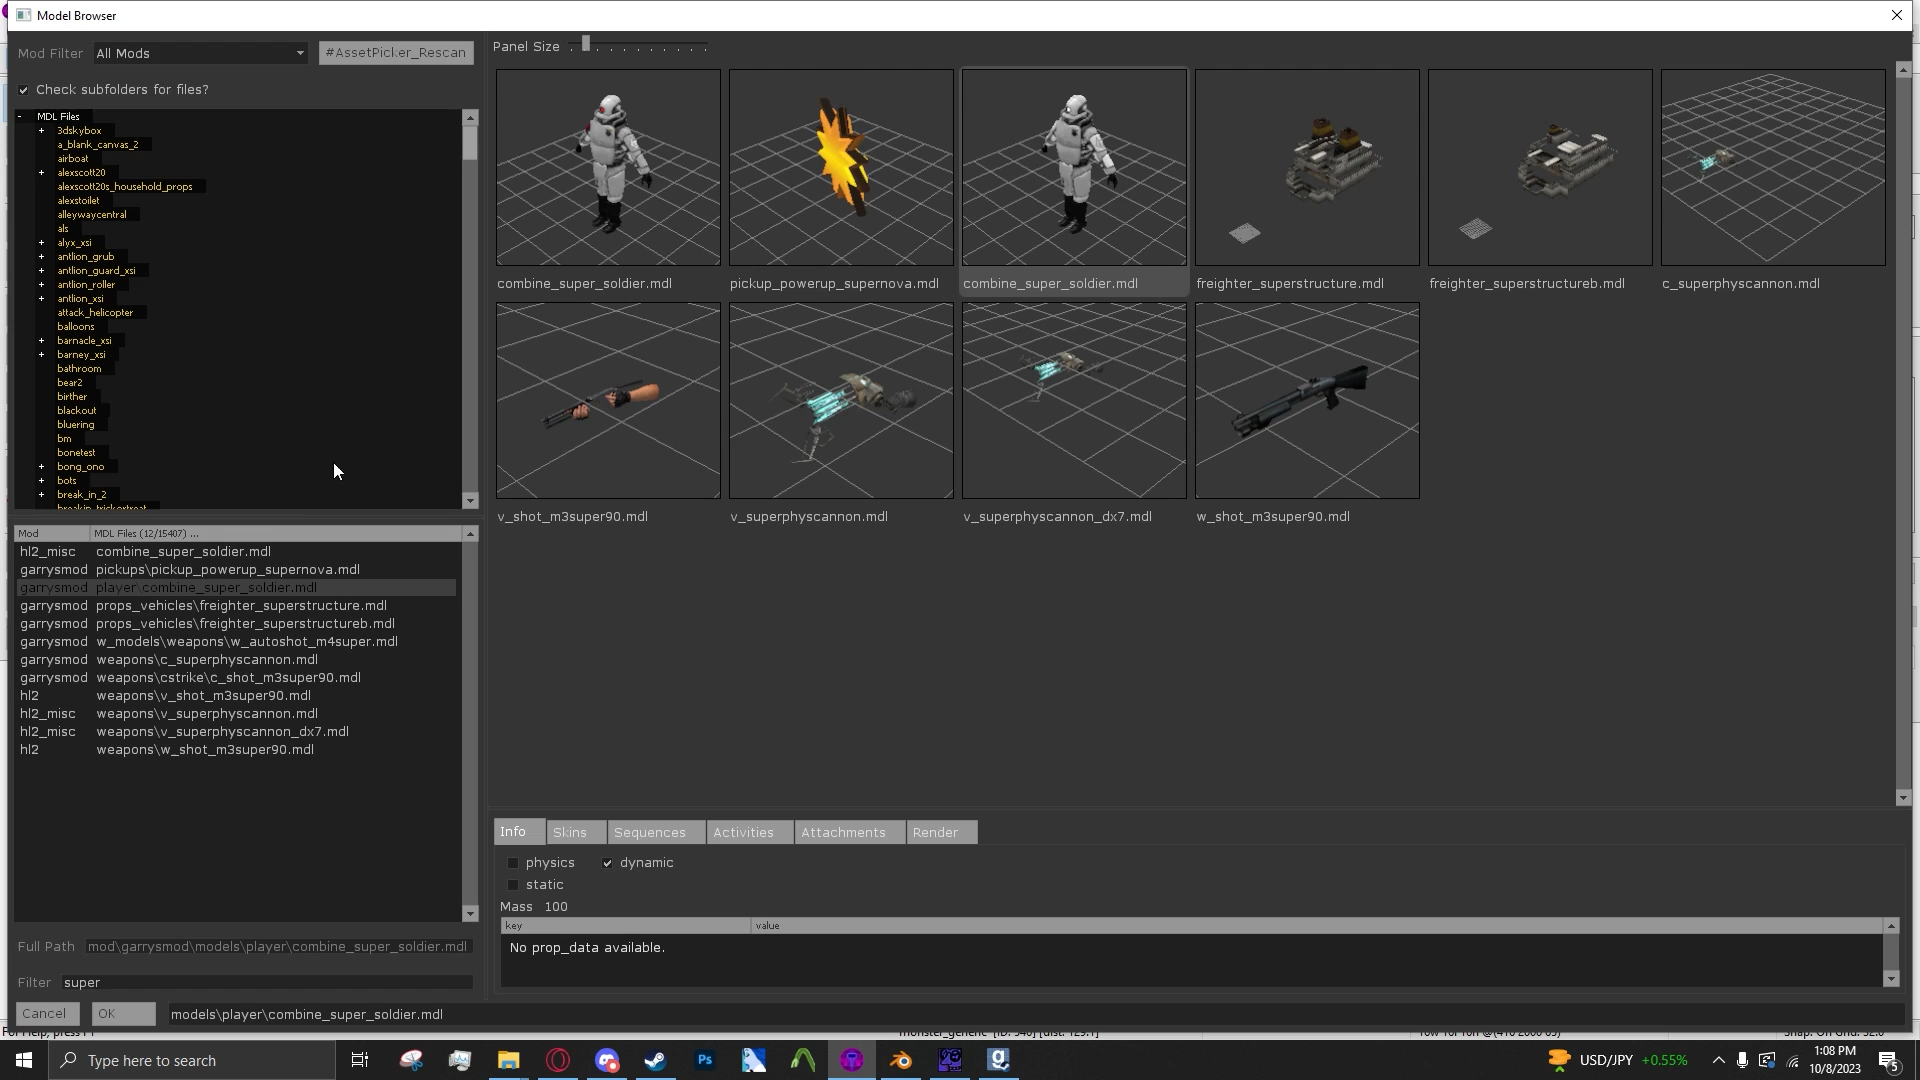 Model Browser
Mod Filter All Mods #AssetPicker_Rescan
Check subfolders for files?
MDL Files
3dskybox
a_blank_canvas_2
airboat
alexscott20
alexscott20s_household_props
alexstoilet
alleywaycentral
als
alyx_xsi
antlion_grub
antlion_guard_xsi
antlion_roller
antlion_xsi
attack_helicopter
balloons
barnacle_xsi
barney_xsi
bathroom
bear2
birther
blackout
bluering
bm
bonetest
bong_ono
bots
break_in_2
Mod MDL Files (12/15407) ...
hl2_misc combine_super_soldier.mdl
garrysmod pickups\pickup_powerup_supernova.mdl
garrysmod player\combine_super_soldier.mdl
garrysmod props_vehicles\freighter_superstructure.mdl
garrysmod props_vehicles\freighter_superstructureb.mdl
garrysmod w_models\weapons\w_autoshot_m4super.mdl
garrysmod weapons\c_superphyscannon.mdl
garrysmod weapons\cstrike\c_shot_m3super90.mdl
hl2 weapons\v_shot_m3super90.mdl
hl2_misc weapons\v_superphyscannon.mdl
hl2_misc weapons\v_superphyscannon_dx7.mdl
hl2 weapons\w_shot_m3super90.mdl
Full Path mod\garrysmod\models\player\combine_super_soldier.mdl
Filter super
Cancel OK models\player\combine_super_soldier.mdl
Panel Size
combine_super_soldier.mdl pickup_powerup_supernova.mdl combine_super_soldier.mdl freighter_superstructure.mdl freighter_superstructureb.mdl c_superphyscannon.mdl
v_shot_m3super90.mdl v_superphyscannon.mdl v_superphyscannon_dx7.mdl w_shot_m3super90.mdl
Info Skins Sequences Activities Attachments Render
physics dynamic
static
Mass 100
key value
No prop_data available.
Type here to search
Ps
USD/JPY +0.55%
1:08 PM
10/8/2023
5